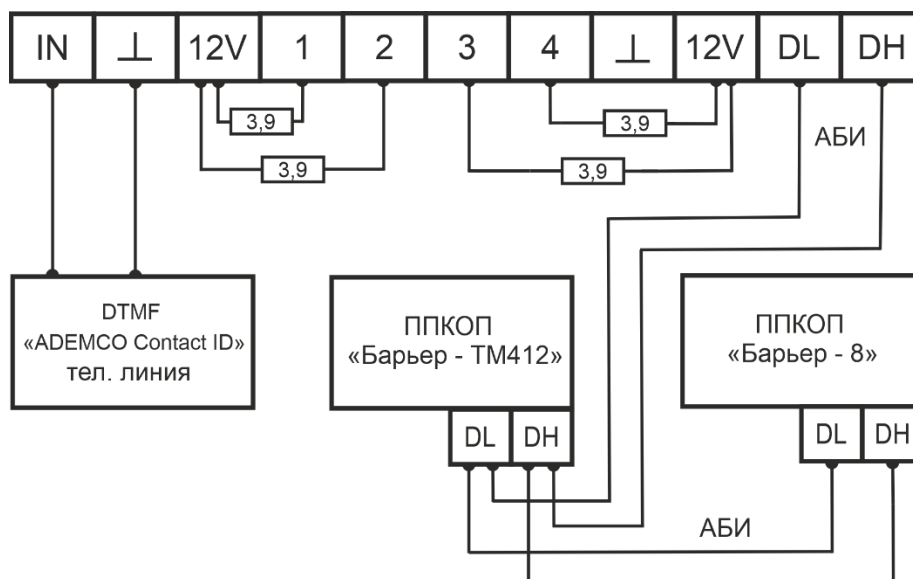 IN ⊥ 12V 1 2 3 4 ⊥ 12V DL DH
3,9 3,9
АБИ
3,9 3,9
DTMF
«ADEMCO Contact ID»
тел. линия
ППКОП
«Барьер - ТМ412»
ППКОП
«Барьер - 8»
DL DH
DL DH
АБИ